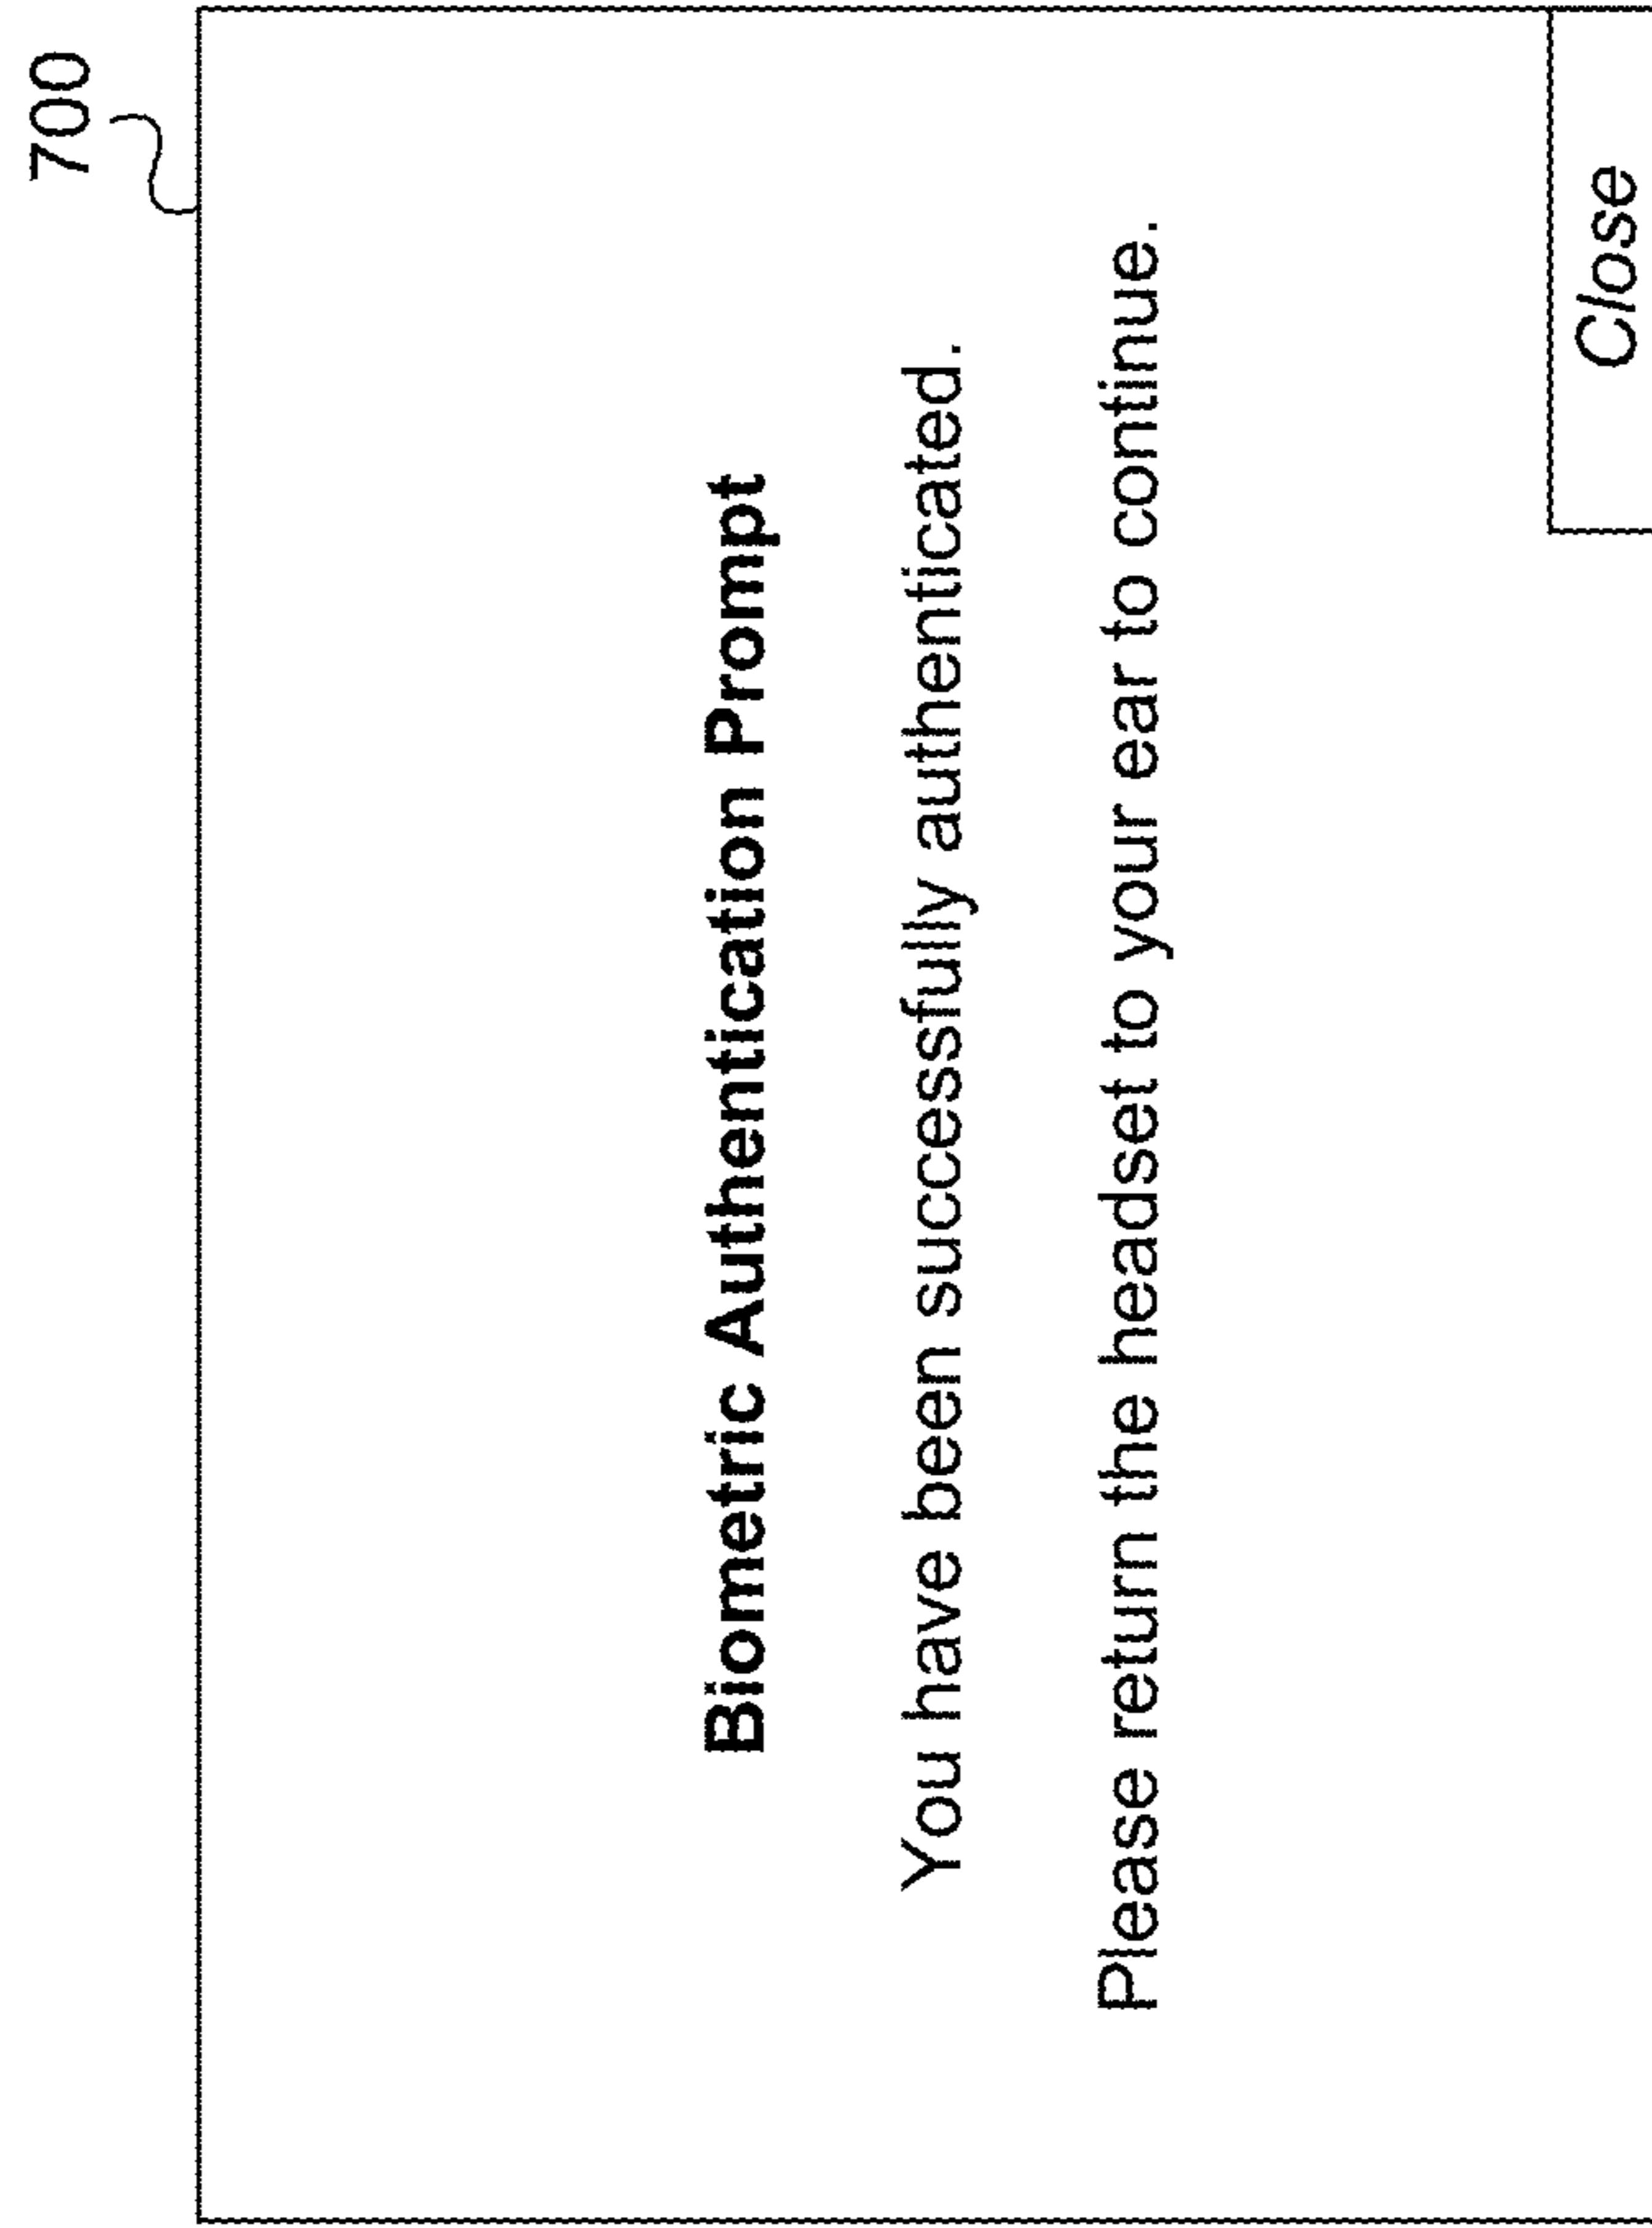 700
Biometric Authentication Prompt
You have been successfully authenticated.
Please return the headset to your ear to continue.
Close